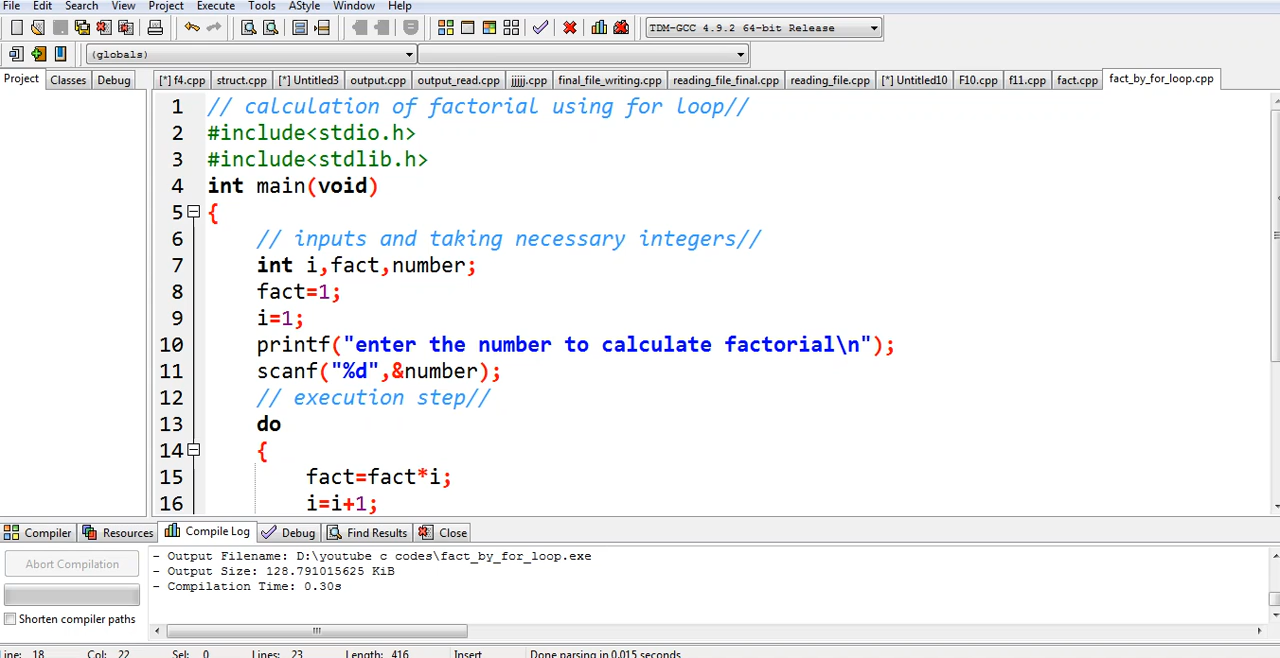 File Edit Search View Project Execute Tools AStyle Window Help
TDM-GCC 4.9.2 64-bit Release
(globals)
Project Classes Debug [*] f4.cpp struct.cpp [*] Untitled3 output.cpp output_read.cpp jjjjj.cpp final_file_writing.cpp reading_file_final.cpp reading_file.cpp [*] Untitled10 F10.cpp f11.cpp fact.cpp fact_by_for_loop.cpp
1 // calculation of factorial using for loop//
2 #include<stdio.h>
3 #include<stdlib.h>
4 int main(void)
5 {
6 // inputs and taking necessary integers//
7 int i,fact,number;
8 fact=1;
9 i=1;
10 printf("enter the number to calculate factorial\n");
11 scanf("%d",&number);
12 // execution step//
13 do
14 {
15 fact=fact*i;
16 i=i+1;
Compiler Resources Compile Log Debug Find Results Close
Abort Compilation
Shorten compiler paths
- Output Filename: D:\youtube c codes\fact_by_for_loop.exe
- Output Size: 128.791015625 KiB
- Compilation Time: 0.30s
Line: 18 Col: 22 Sel: 0 Lines: 23 Length: 416 Insert Done parsing in 0.015 seconds